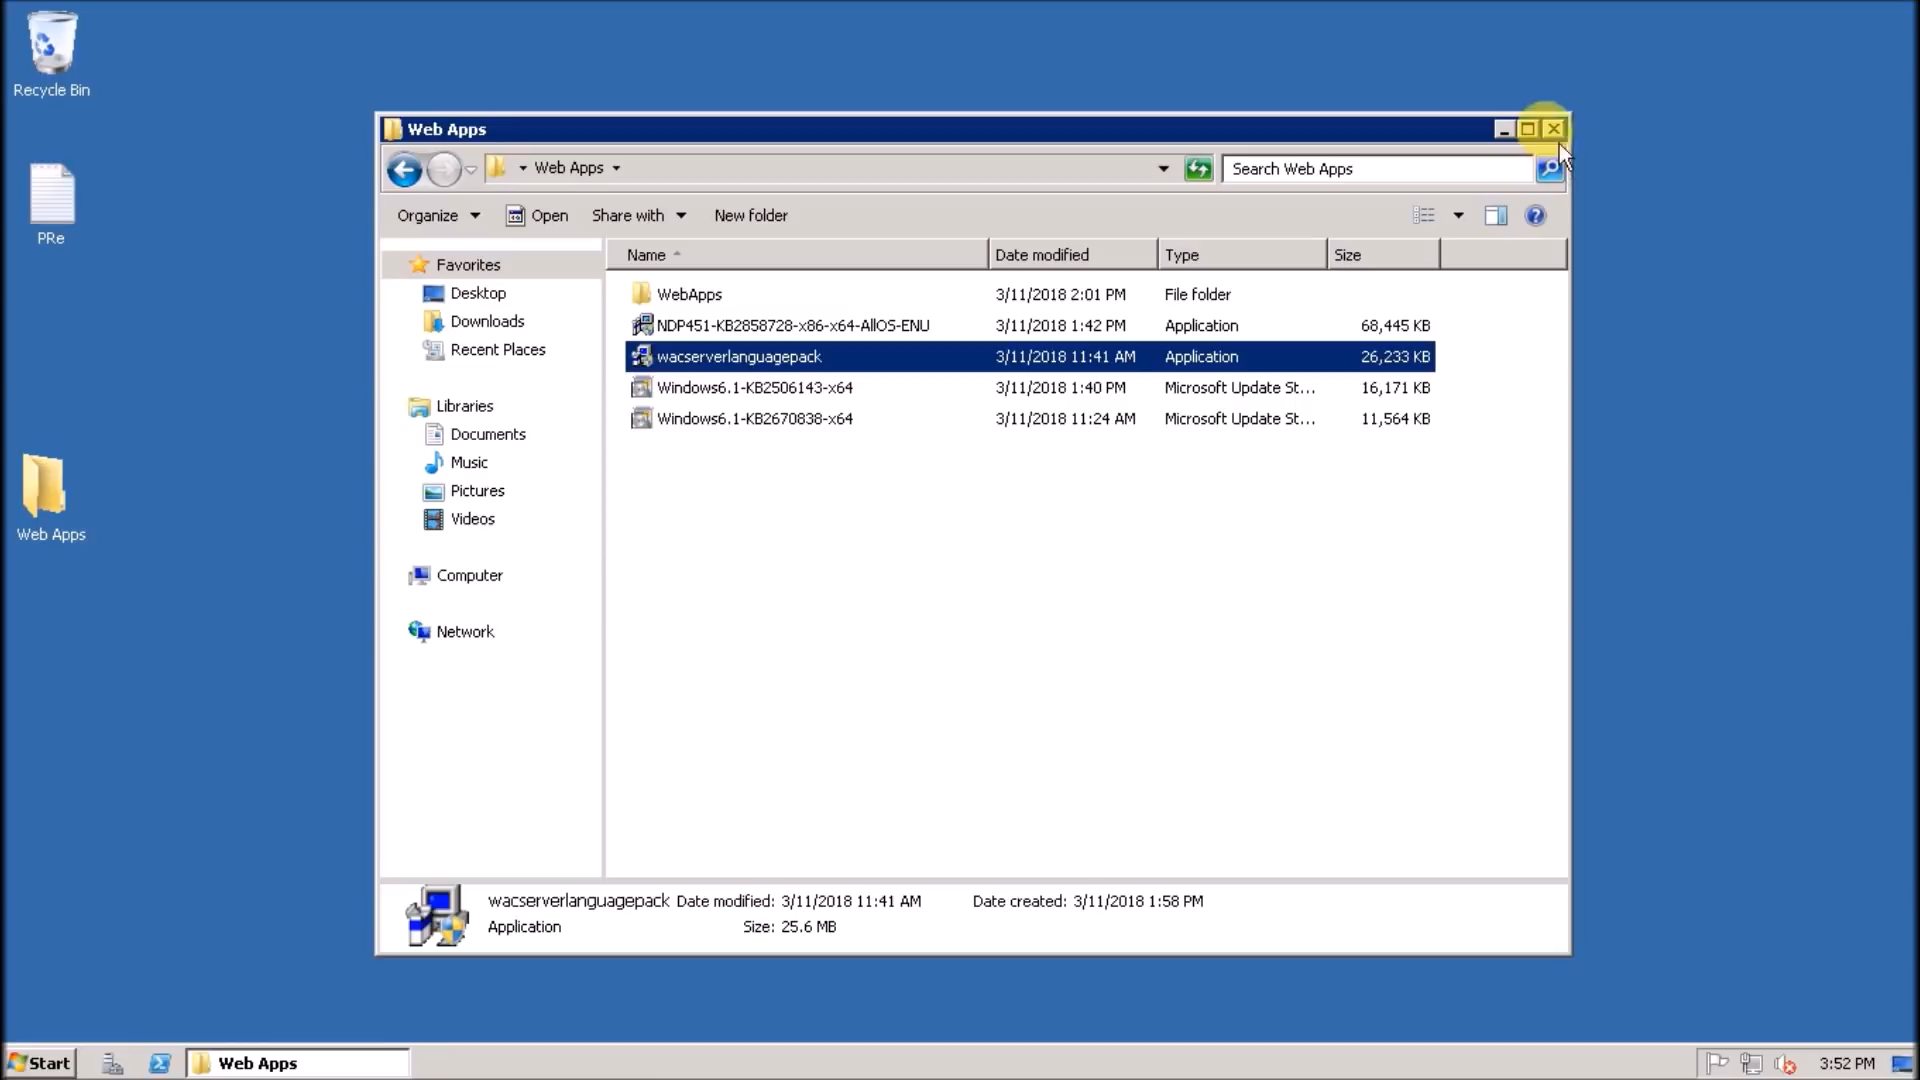 Recycle Bin
PRe
Web Apps
Web Apps
Web Apps
Search Web Apps
Organize Open Share with New folder
Name Date modified Type Size
Favorites
Desktop
Downloads
Recent Places
Libraries
Documents
Music
Pictures
Videos
Computer
Network
WebApps 3/11/2018 2:01 PM File folder
NDP451-KB2858728-x86-x64-AllOS-ENU 3/11/2018 1:42 PM Application 68,445 KB
wacserverlanguagepack 3/11/2018 11:41 AM Application 26,233 KB
Windows6.1-KB2506143-x64 3/11/2018 1:40 PM Microsoft Update St... 16,171 KB
Windows6.1-KB2670838-x64 3/11/2018 11:24 AM Microsoft Update St... 11,564 KB
wacserverlanguagepack Date modified: 3/11/2018 11:41 AM Date created: 3/11/2018 1:58 PM
Application Size: 25.6 MB
Start Web Apps 3:52 PM